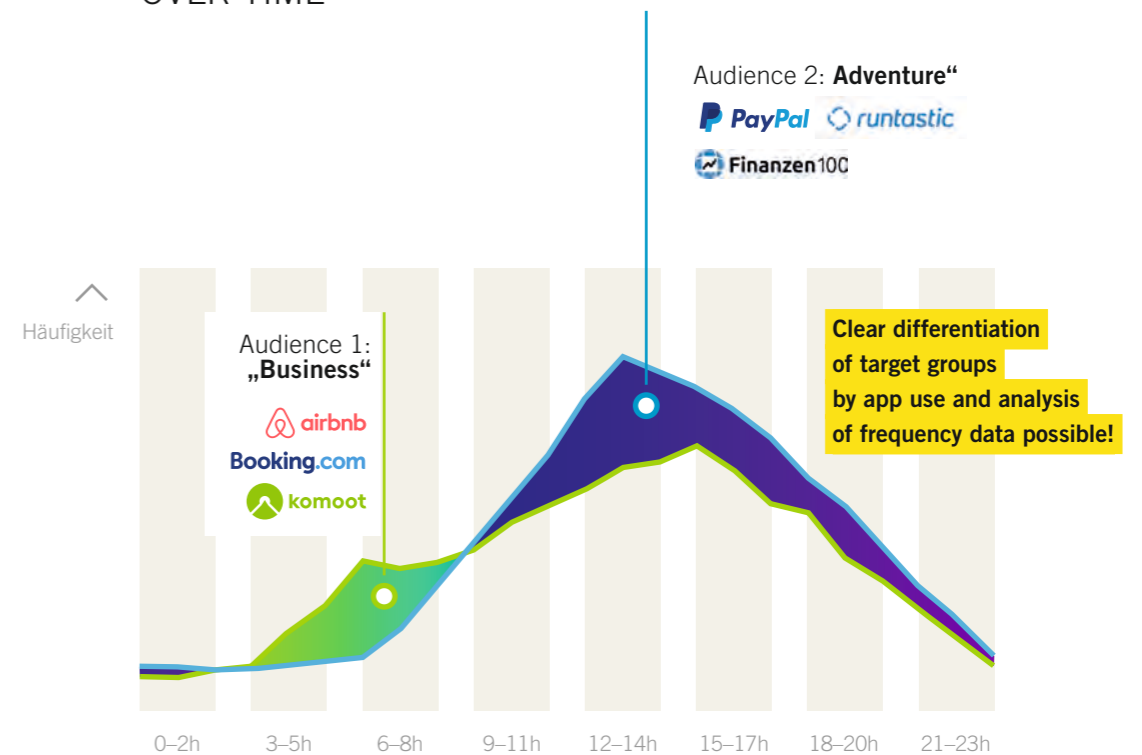 OVER TIME
Audience 2: Adventure“
PayPal runtastic
Finanzen100
Häufigkeit
Audience 1:
„Business“
airbnb
Booking.com
komoot
Clear differentiation
of target groups
by app use and analysis
of frequency data possible!
0–2h 3–5h 6–8h 9–11h 12–14h 15–17h 18–20h 21–23h